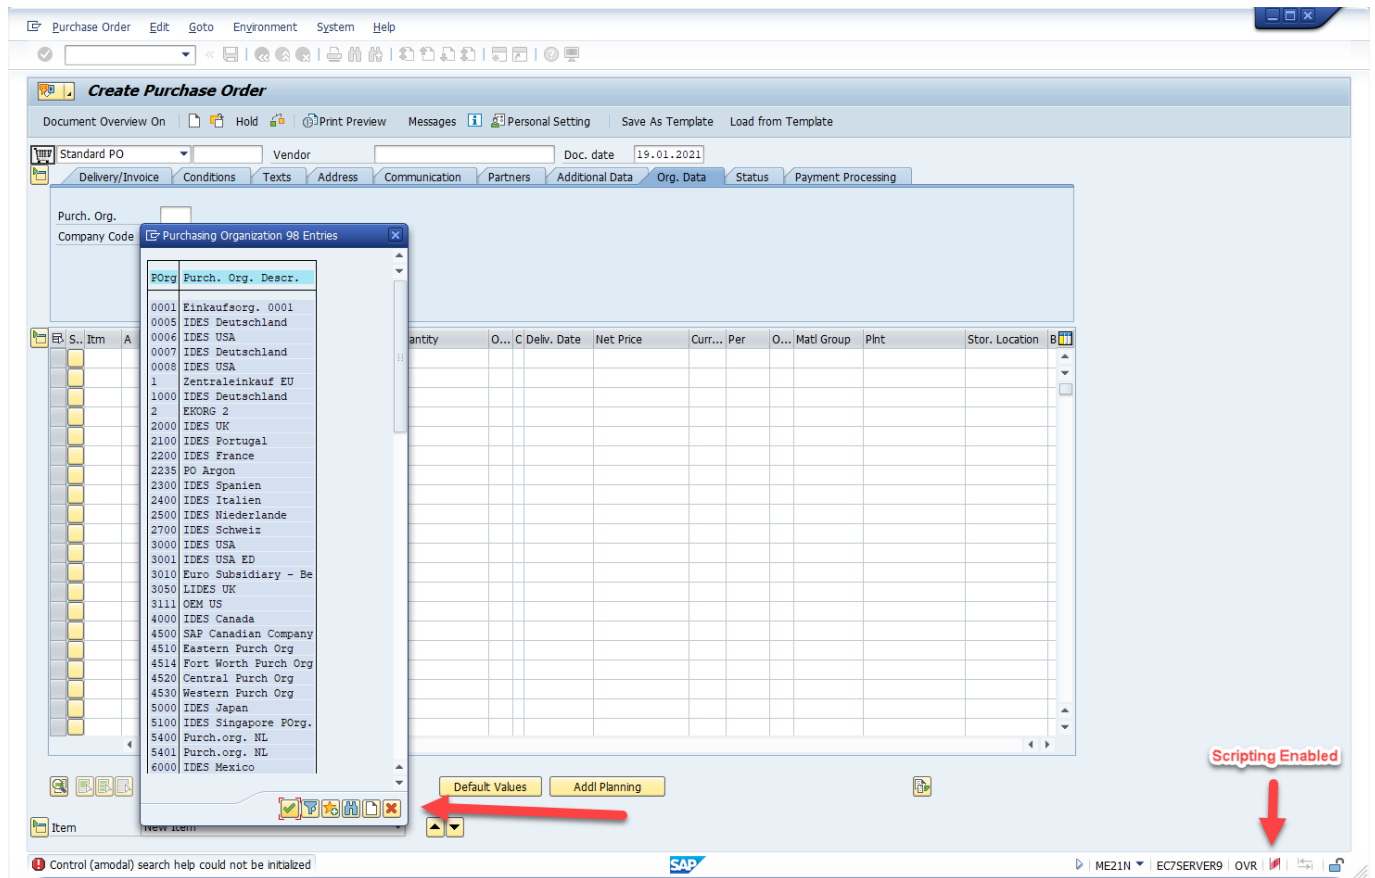 Purchase Order Edit Goto Environment System Help
Create Purchase Order
Document Overview On Hold Print Preview Messages Personal Setting Save As Template Load from Template
Standard PO Vendor Doc. date 19.01.2021
Delivery/Invoice Conditions Texts Address Communication Partners Additional Data Org. Data Status Payment Processing
Purch. Org.
Company Code
Purchasing Organization 98 Entries
POrg Purch. Org. Descr.
0001 Einkaufsorg. 0001
0005 IDES Deutschland
0006 IDES USA
0007 IDES Deutschland
0008 IDES USA
1 Zentraleinkauf EU
1000 IDES Deutschland
2 EKORG 2
2000 IDES UK
2100 IDES Portugal
2200 IDES France
2235 PO Argon
2300 IDES Spanien
2400 IDES Italien
2500 IDES Niederlande
2700 IDES Schweiz
3000 IDES USA
3001 IDES USA ED
3010 Euro Subsidiary - Be
3050 LIDES UK
3111 OEM US
4000 IDES Canada
4500 SAP Canadian Company
4510 Eastern Purch Org
4514 Fort Worth Purch Org
4520 Central Purch Org
4530 Western Purch Org
5000 IDES Japan
5100 IDES Singapore POrg.
5400 Purch.org. NL
5401 Purch.org. NL
6000 IDES Mexico
S.. Itm A antity O... C Deliv. Date Net Price Curr... Per O... Matl Group Plnt Stor. Location B
Scripting Enabled
Default Values Addl Planning
Item New Item
Control (amodal) search help could not be initialized SAP ME21N EC7SERVER9 OVR